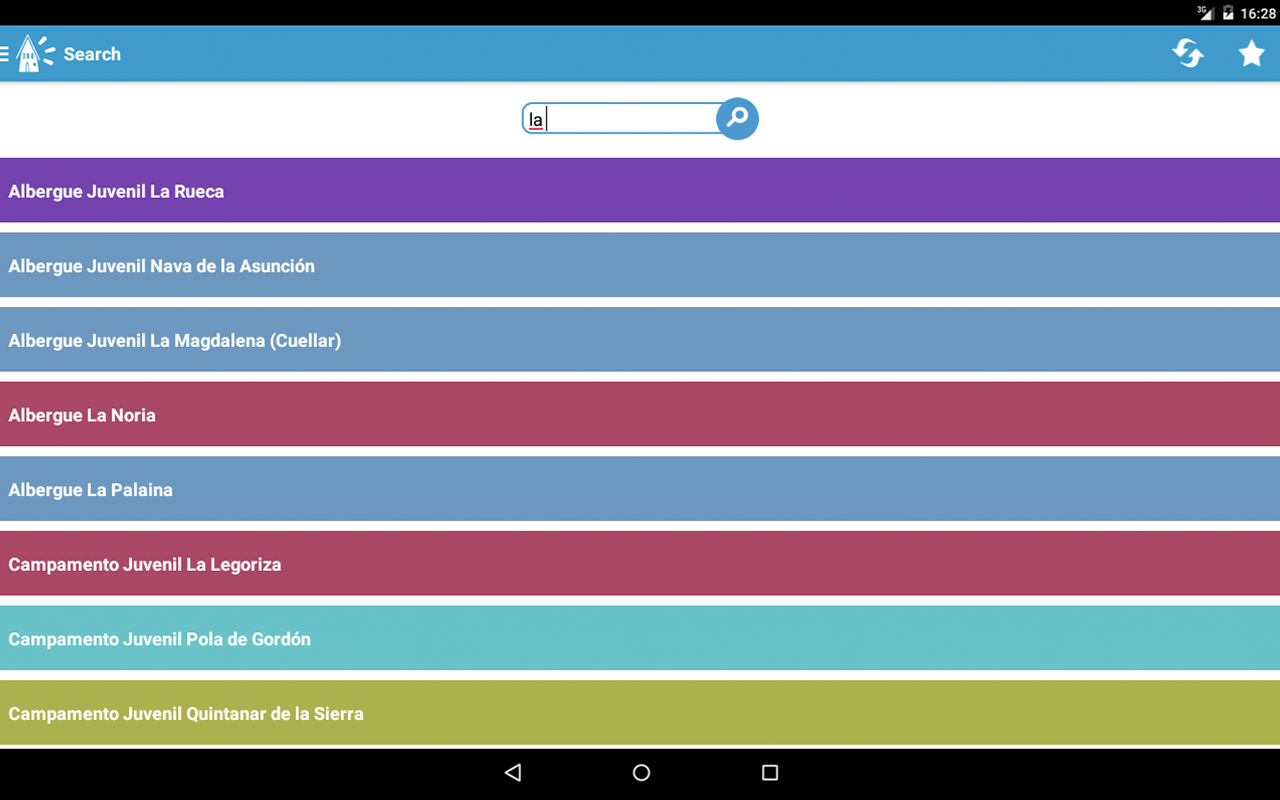 3G 16:28
Search
la
Albergue Juvenil La Rueca
Albergue Juvenil Nava de la Asunción
Albergue Juvenil La Magdalena (Cuellar)
Albergue La Noria
Albergue La Palaina
Campamento Juvenil La Legoriza
Campamento Juvenil Pola de Gordón
Campamento Juvenil Quintanar de la Sierra